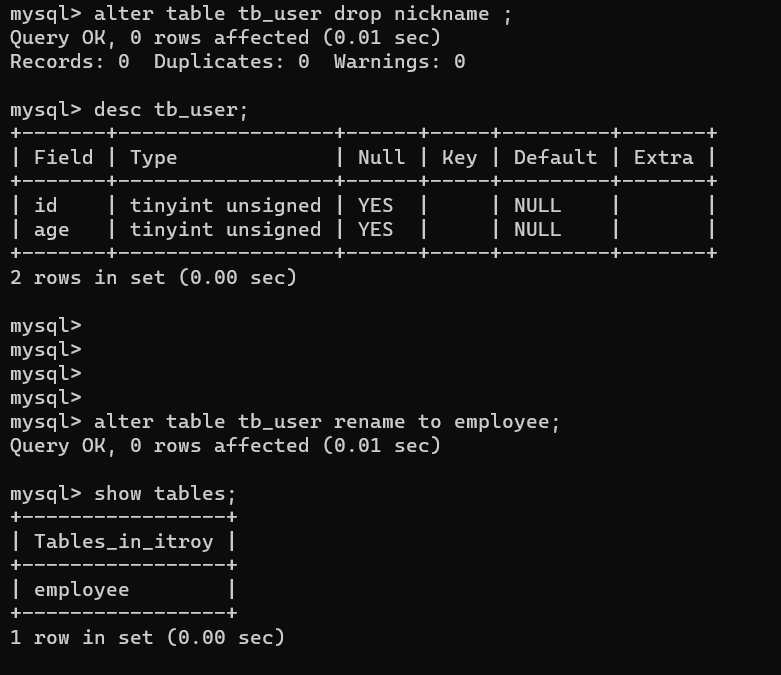 mysql> alter table tb_user drop nickname ;
Query OK, 0 rows affected (0.01 sec)
Records: 0  Duplicates: 0  Warnings: 0
mysql> desc tb_user;
+-------+------------------+------+-----+---------+-------+
| Field | Type             | Null | Key | Default | Extra |
+-------+------------------+------+-----+---------+-------+
| id    | tinyint unsigned | YES  |     | NULL    |       |
| age   | tinyint unsigned | YES  |     | NULL    |       |
+-------+------------------+------+-----+---------+-------+
2 rows in set (0.00 sec)
mysql>
mysql>
mysql>
mysql>
mysql> alter table tb_user rename to employee;
Query OK, 0 rows affected (0.01 sec)
mysql> show tables;
+-----------------+
| Tables_in_itroy |
+-----------------+
| employee        |
+-----------------+
1 row in set (0.00 sec)